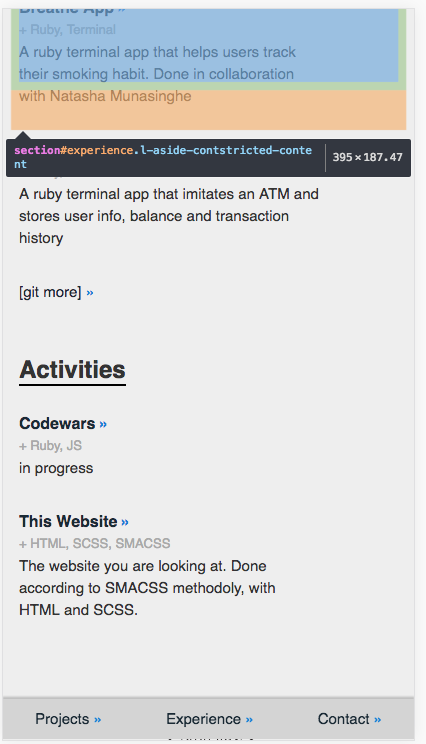 Breathe App »
+ Ruby, Terminal
A ruby terminal app that helps users track
their smoking habit. Done in collaboration
with Natasha Munasinghe
section#experience.l-aside-contstricted-conte
nt
395 × 187.47
A ruby terminal app that imitates an ATM and
stores user info, balance and transaction
history
[git more] »
Activities
Codewars »
+ Ruby, JS
in progress
This Website »
+ HTML, SCSS, SMACSS
The website you are looking at. Done
according to SMACSS methodoly, with
HTML and SCSS.
Projects » Experience » Contact »